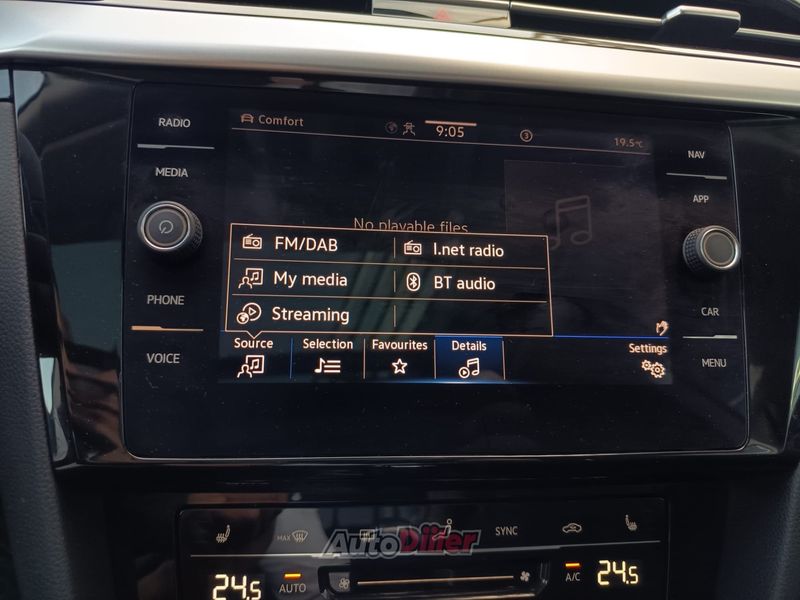 RADIO
MEDIA
PHONE
VOICE
Comfort
9:05
3
19.5°C
No playable files
FM/DAB
I.net radio
My media
BT audio
Streaming
Source
Selection
Favourites
Details
Settings
NAV
APP
CAR
MENU
MAX
SYNC
AutoDiler
24.5
AUTO
A/C
24.5